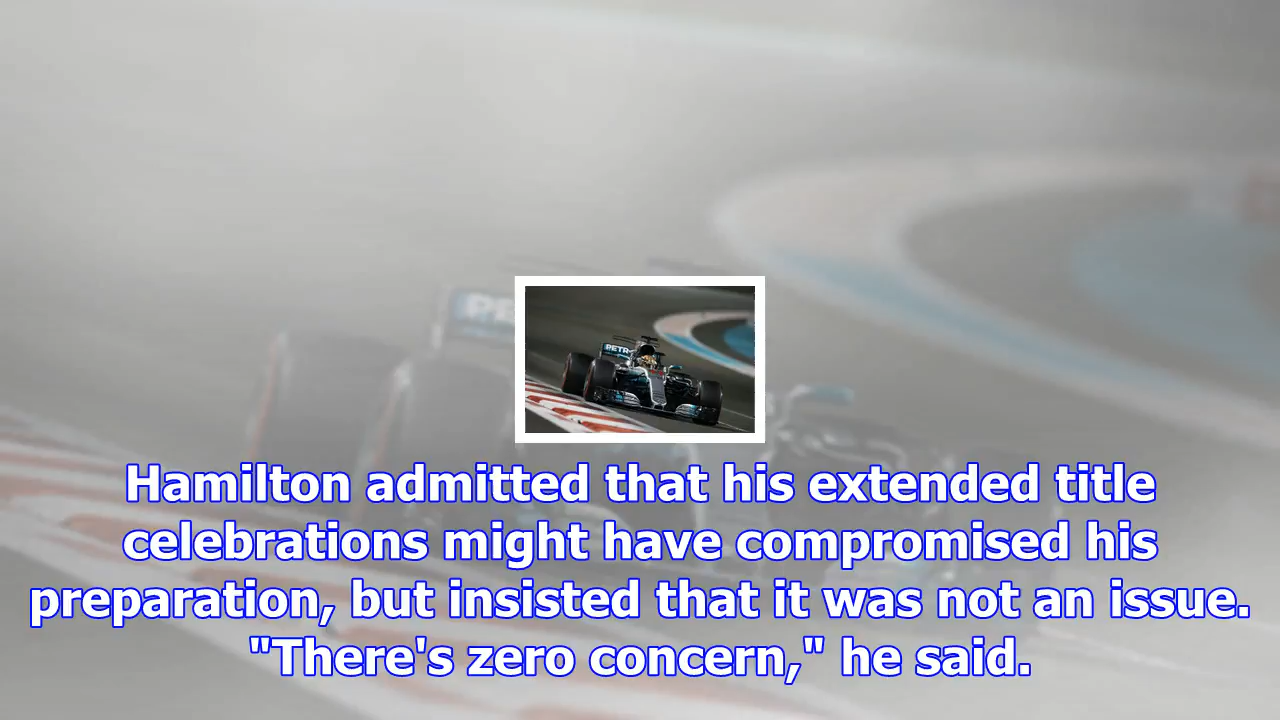 PETR
Hamilton admitted that his extended title
celebrations might have compromised his
preparation, but insisted that it was not an issue.
"There's zero concern," he said.